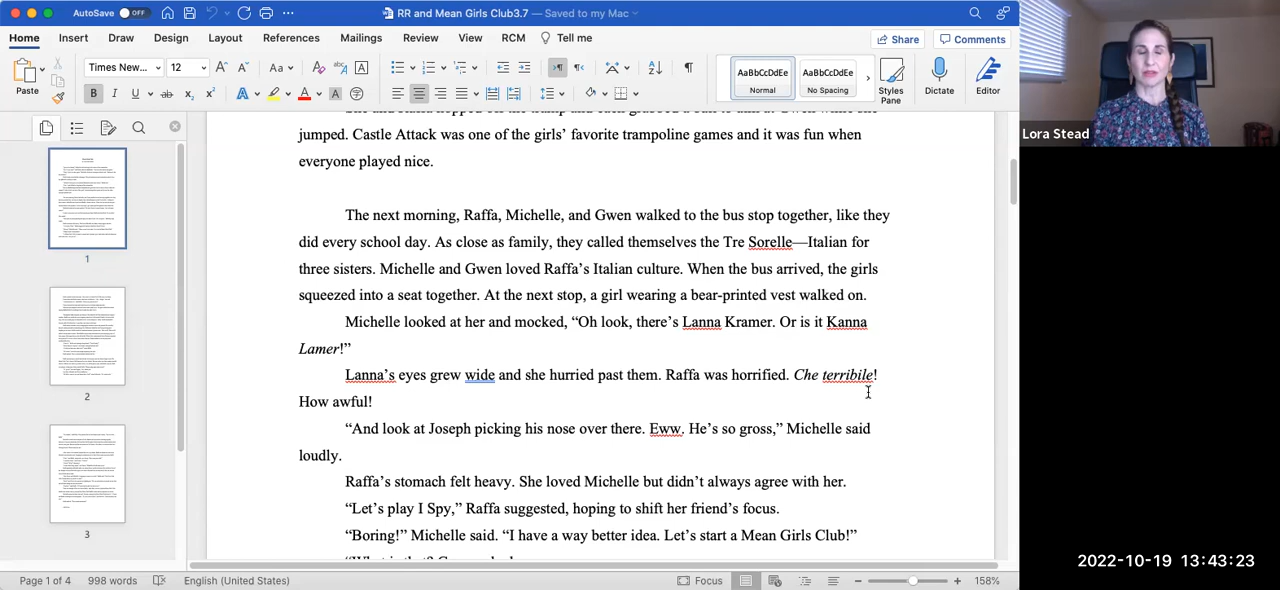 AutoSave OFF
RR and Mean Girls Club3.7 — Saved to my Mac
Home Insert Draw Design Layout References Mailings Review View RCM Tell me Share Comments
Paste Times New... 12 Aa AaBbCcDdEe AaBbCcDdEe
Normal No Spacing Styles Pane Dictate Editor
jumped. Castle Attack was one of the girls’ favorite trampoline games and it was fun when
everyone played nice.
The next morning, Raffa, Michelle, and Gwen walked to the bus stop together, like they
did every school day. As close as family, they called themselves the Tre Sorelle—Italian for
three sisters. Michelle and Gwen loved Raffa’s Italian culture. When the bus arrived, the girls
squeezed into a seat together. At the next stop, a girl wearing a bear-printed vest walked on.
Michelle looked at her and mocked, “Oh look, there’s Lanna Kramer. Or is it Kanna
Lamer!”
Lanna’s eyes grew wide and she hurried past them. Raffa was horrified. Che terribile!
How awful!
“And look at Joseph picking his nose over there. Eww. He’s so gross,” Michelle said
loudly.
Raffa’s stomach felt heavy. She loved Michelle but didn’t always agree with her.
“Let’s play I Spy,” Raffa suggested, hoping to shift her friend’s focus.
“Boring!” Michelle said. “I have a way better idea. Let’s start a Mean Girls Club!”
1
2
3
Page 1 of 4 998 words English (United States) Focus 158%
Lora Stead
2022-10-19 13:43:23